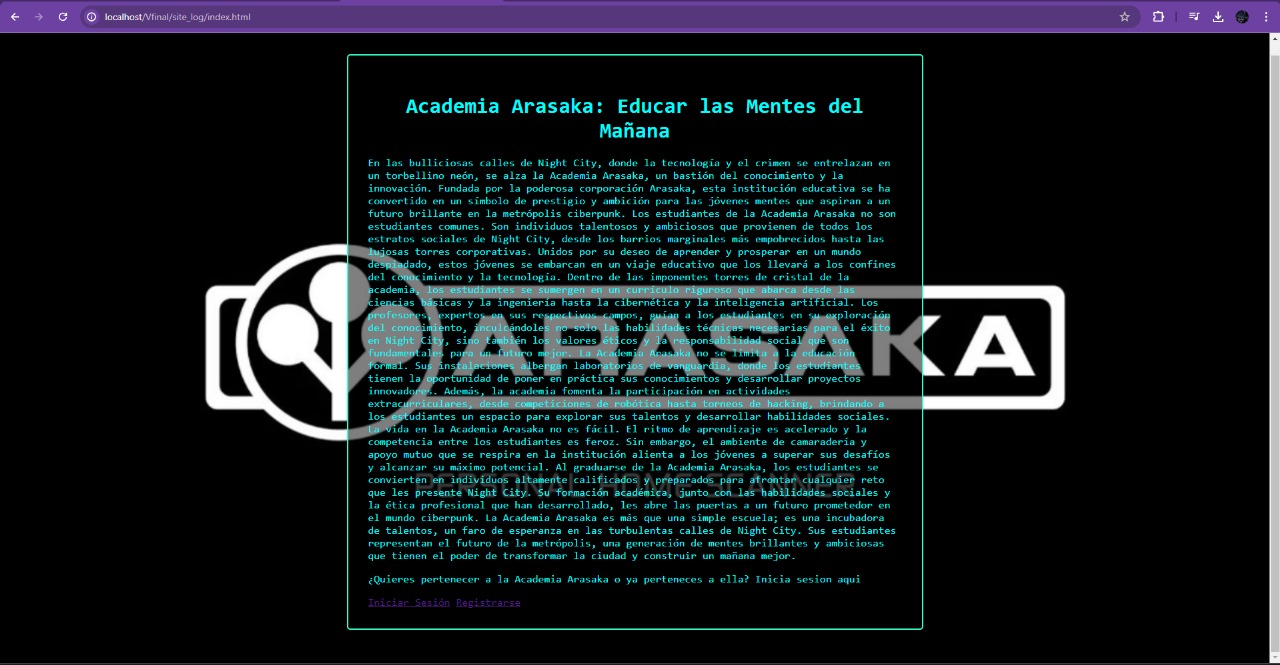 localhost/Vfinal/site_log/index.html
Academia Arasaka: Educar las Mentes del
Mañana
En las bulliciosas calles de Night City, donde la tecnología y el crimen se entrelazan en
un torbellino neón, se alza la Academia Arasaka, un bastión del conocimiento y la
innovación. Fundada por la poderosa corporación Arasaka, esta institución educativa se ha
convertido en un símbolo de prestigio y ambición para las jóvenes mentes que aspiran a un
futuro brillante en la metrópolis ciberpunk. Los estudiantes de la Academia Arasaka no son
estudiantes comunes. Son individuos talentosos y ambiciosos que provienen de todos los
estratos sociales de Night City, desde los barrios marginales más empobrecidos hasta las
lujosas torres corporativas. Unidos por su deseo de aprender y prosperar en un mundo
despiadado, estos jóvenes se embarcan en un viaje educativo que los llevará a los confines
del conocimiento y la tecnología. Dentro de las imponentes torres de cristal de la
academia, los estudiantes se sumergen en un currículo riguroso que abarca desde las
ciencias básicas y la ingeniería hasta la cibernética y la inteligencia artificial. Los
profesores, expertos en sus respectivos campos, guían a los estudiantes en su exploración
del conocimiento, inculcándoles no solo las habilidades técnicas necesarias para el éxito
en Night City, sino también los valores éticos y la responsabilidad social que son
fundamentales para un futuro mejor. La Academia Arasaka no se limita a la educación
formal. Sus instalaciones albergan laboratorios de vanguardia, donde los estudiantes
tienen la oportunidad de poner en práctica sus conocimientos y desarrollar proyectos
innovadores. Además, la academia fomenta la participación en actividades
extracurriculares, desde competiciones de robótica hasta torneos de hacking, brindando a
los estudiantes un espacio para explorar sus talentos y desarrollar habilidades sociales.
La vida en la Academia Arasaka no es fácil. El ritmo de aprendizaje es acelerado y la
competencia entre los estudiantes es feroz. Sin embargo, el ambiente de camaradería y
apoyo mutuo que se respira en la institución alienta a los jóvenes a superar sus desafíos
y alcanzar su máximo potencial. Al graduarse de la Academia Arasaka, los estudiantes se
convierten en individuos altamente calificados y preparados para afrontar cualquier reto
que les presente Night City. Su formación académica, junto con las habilidades sociales y
la ética profesional que han desarrollado, les abre las puertas a un futuro prometedor en
el mundo ciberpunk. La Academia Arasaka es más que una simple escuela; es una incubadora
de talentos, un faro de esperanza en las turbulentas calles de Night City. Sus estudiantes
representan el futuro de la metrópolis, una generación de mentes brillantes y ambiciosas
que tienen el poder de transformar la ciudad y construir un mañana mejor.
¿Quieres pertenecer a la Academia Arasaka o ya perteneces a ella? Inicia sesion aqui
Iniciar Sesión Registrarse
ARASAKA
PERSONAL HOME SCANNER